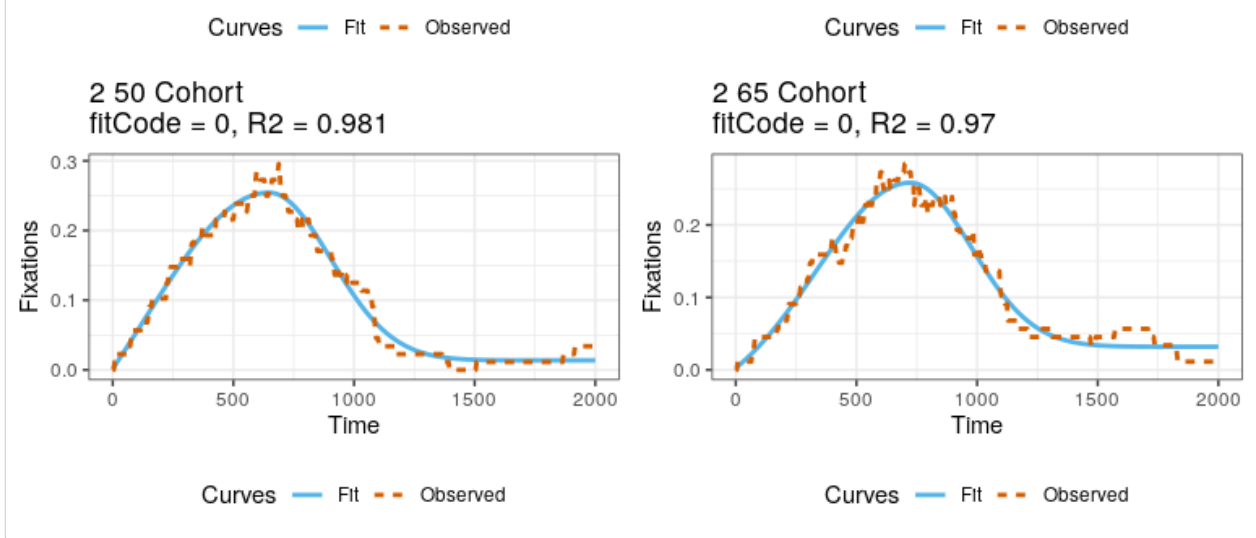 Curves Fit Observed
Curves Fit Observed
2 50 Cohort
fitCode = 0, R2 = 0.981
0.3
0.2
0.1
0.0
Fixations
0 500 1000 1500 2000
Time
Curves Fit Observed
2 65 Cohort
fitCode = 0, R2 = 0.97
0.2
0.1
0.0
Fixations
0 500 1000 1500 2000
Time
Curves Fit Observed